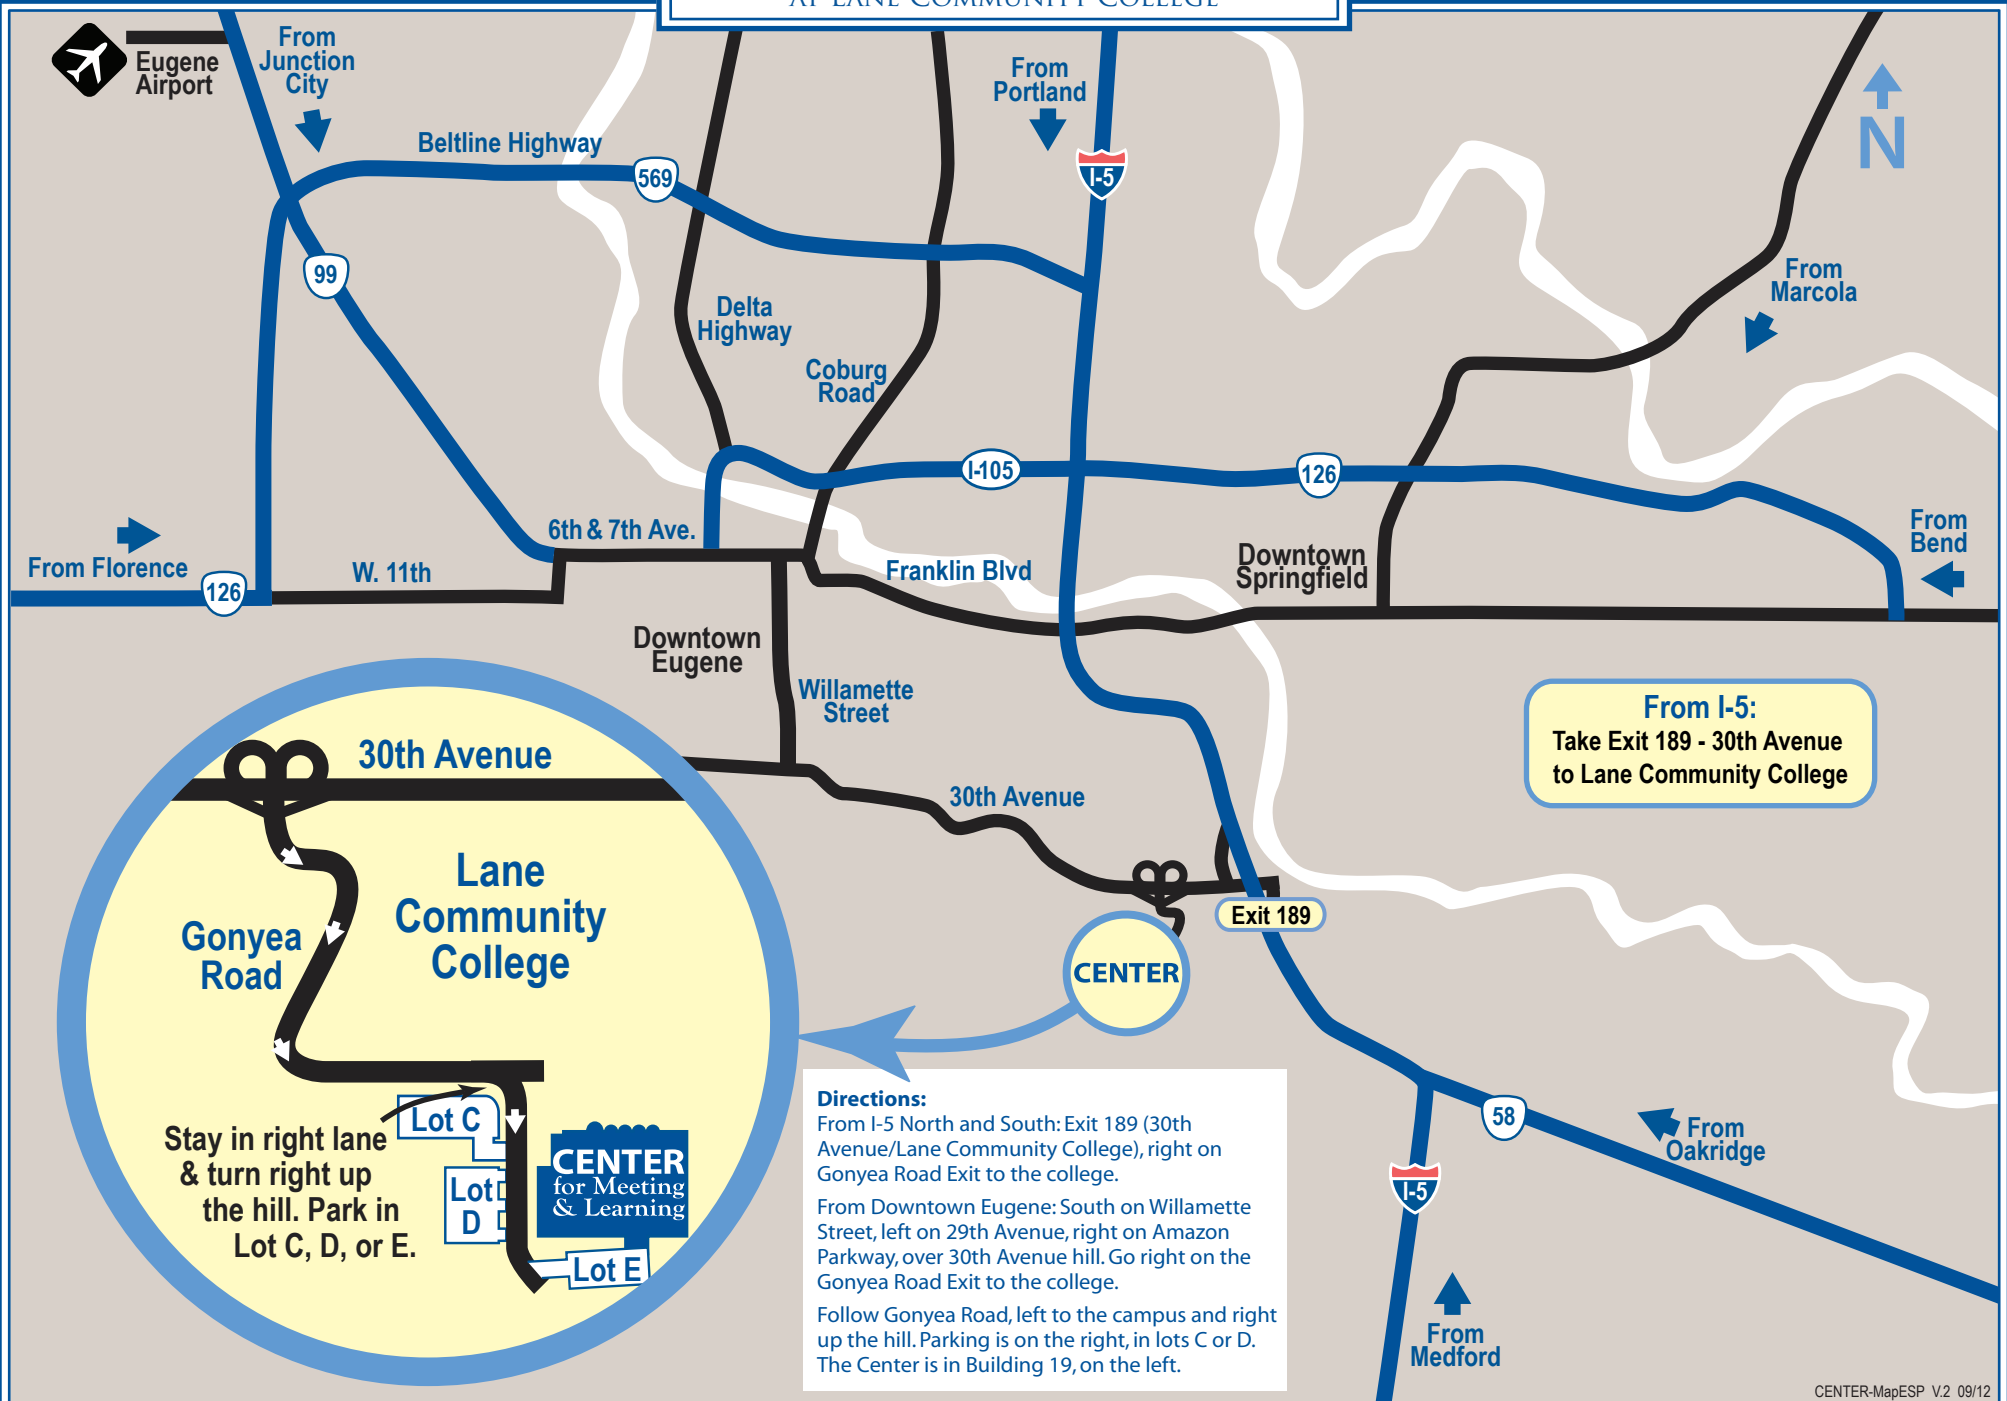 AT LANE COMMUNITY COLLEGE
Eugene
Airport
From
Junction
City
From
Portland
N
Beltline Highway
569
I-5
99
From
Marcola
Delta
Highway
Coburg
Road
I-105
126
6th & 7th Ave.
From
Bend
From Florence
126
W. 11th
Franklin Blvd
Downtown
Springfield
Downtown
Eugene
Willamette
Street
From I-5:
Take Exit 189 - 30th Avenue
to Lane Community College
30th Avenue
30th Avenue
Exit 189
CENTER
Lane
Community
College
Gonyea
Road
Lot C
Stay in right lane
& turn right up
the hill. Park in
Lot C, D, or E.
Lot
D
CENTER
for Meeting
& Learning
Lot E
Directions:
From I-5 North and South: Exit 189 (30th
Avenue/Lane Community College), right on
Gonyea Road Exit to the college.
From Downtown Eugene: South on Willamette
Street, left on 29th Avenue, right on Amazon
Parkway, over 30th Avenue hill. Go right on the
Gonyea Road Exit to the college.
Follow Gonyea Road, left to the campus and right
up the hill. Parking is on the right, in lots C or D.
The Center is in Building 19, on the left.
58
From
Oakridge
I-5
From
Medford
CENTER-MapESP V.2 09/12